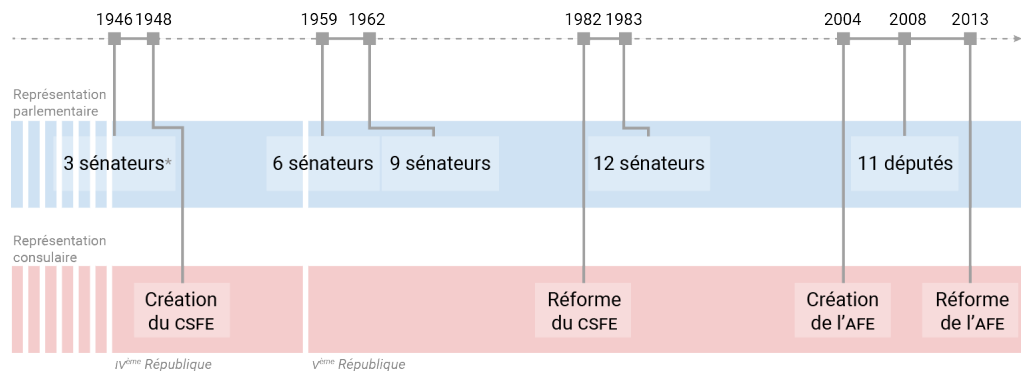 1946 1948 1959 1962 1982 1983 2004 2008 2013
Représentation
parlementaire
3 sénateurs* 6 sénateurs 9 sénateurs 12 sénateurs 11 députés
Représentation
consulaire
Création
du CSFE
Réforme
du CSFE
Création
de l’AFE
Réforme
de l’AFE
IVème République Vème République